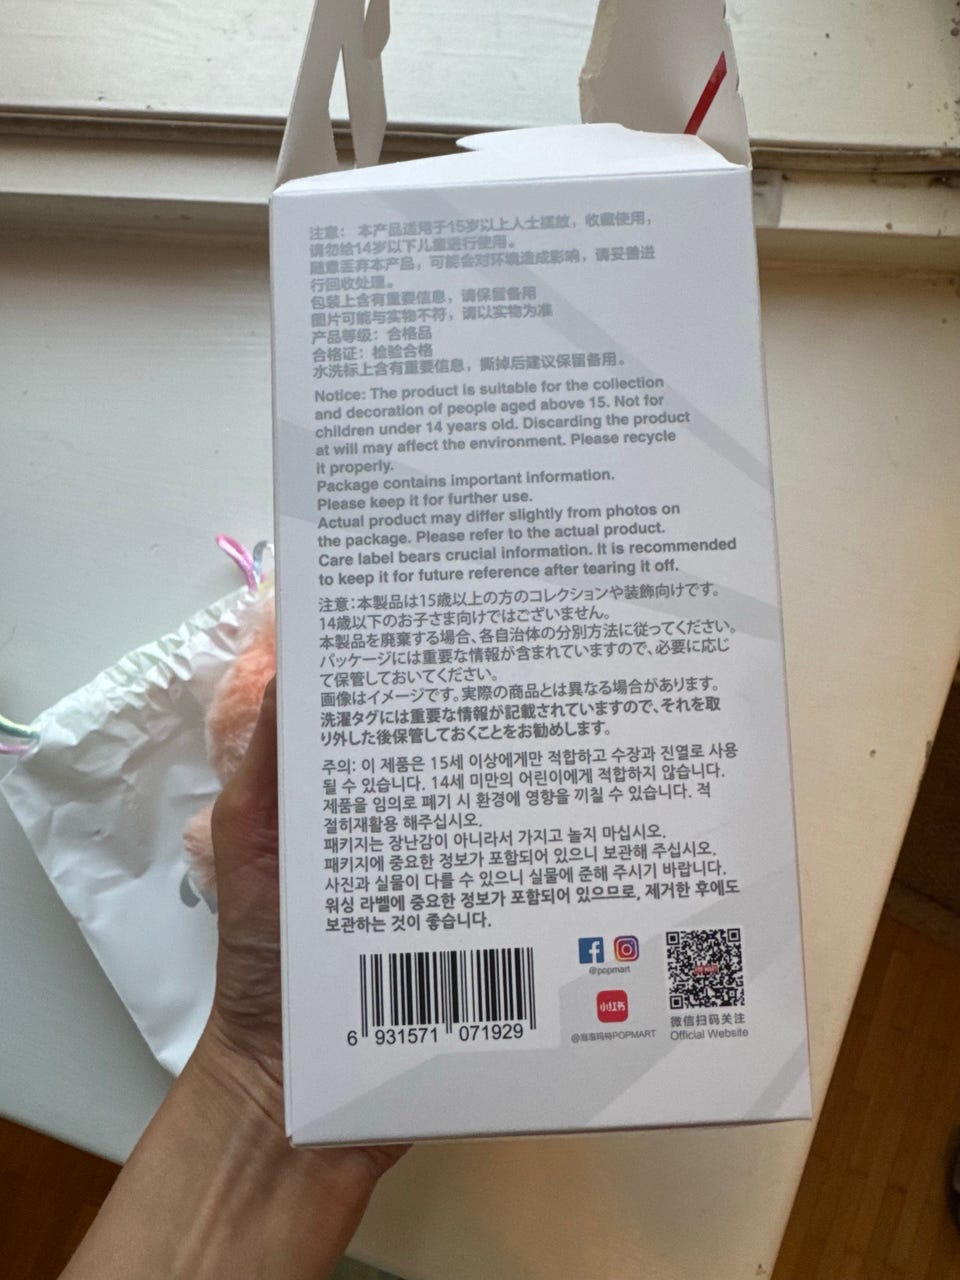 注意： 本产品适用于15岁以上人士摆放，收藏使用，
请勿给14岁以下儿童进行使用。
随意丢弃本产品，可能会对环境造成影响，请妥善进
行回收处理。
包装上含有重要信息，请保留备用
图片可能与实物不符，请以实物为准
产品等级：合格品
合格证：检验合格
水洗标上含有重要信息，撕掉后建议保留备用。
Notice: The product is suitable for the collection
and decoration of people aged above 15. Not for
children under 14 years old. Discarding the product
at will may affect the environment. Please recycle
it properly.
Package contains important information.
Please keep it for further use.
Actual product may differ slightly from photos on
the package. Please refer to the actual product.
Care label bears crucial information. It is recommended
to keep it for future reference after tearing it off.
注意：本製品は15歳以上の方のコレクションや装飾向けです。
14歳以下のお子さま向けではございません。
本製品を廃棄する場合、各自治体の分別方法に従ってください。
パッケージには重要な情報が含まれていますので、必要に応じ
て保管しておいてください。
画像はイメージです。実際の商品とは異なる場合があります。
洗濯タグには重要な情報が記載されていますので、それを取
り外した後保管しておくことをお勧めします。
주의: 이 제품은 15세 이상에게만 적합하고 수장과 진열로 사용
될 수 있습니다. 14세 미만의 어린이에게 적합하지 않습니다.
제품을 임의로 폐기 시 환경에 영향을 끼칠 수 있습니다. 적
절히재활용 해주십시오.
패키지는 장난감이 아니라서 가지고 놀지 마십시오.
패키지에 중요한 정보가 포함되어 있으니 보관해 주십시오.
사진과 실물이 다를 수 있으니 실물에 준해 주시기 바랍니다.
워싱 라벨에 중요한 정보가 포함되어 있으므로, 제거한 후에도
보관하는 것이 좋습니다.
6 931571 071929
@popmart
小红书
@泡泡玛特POPMART
POP MART
微信扫码关注
Official Website